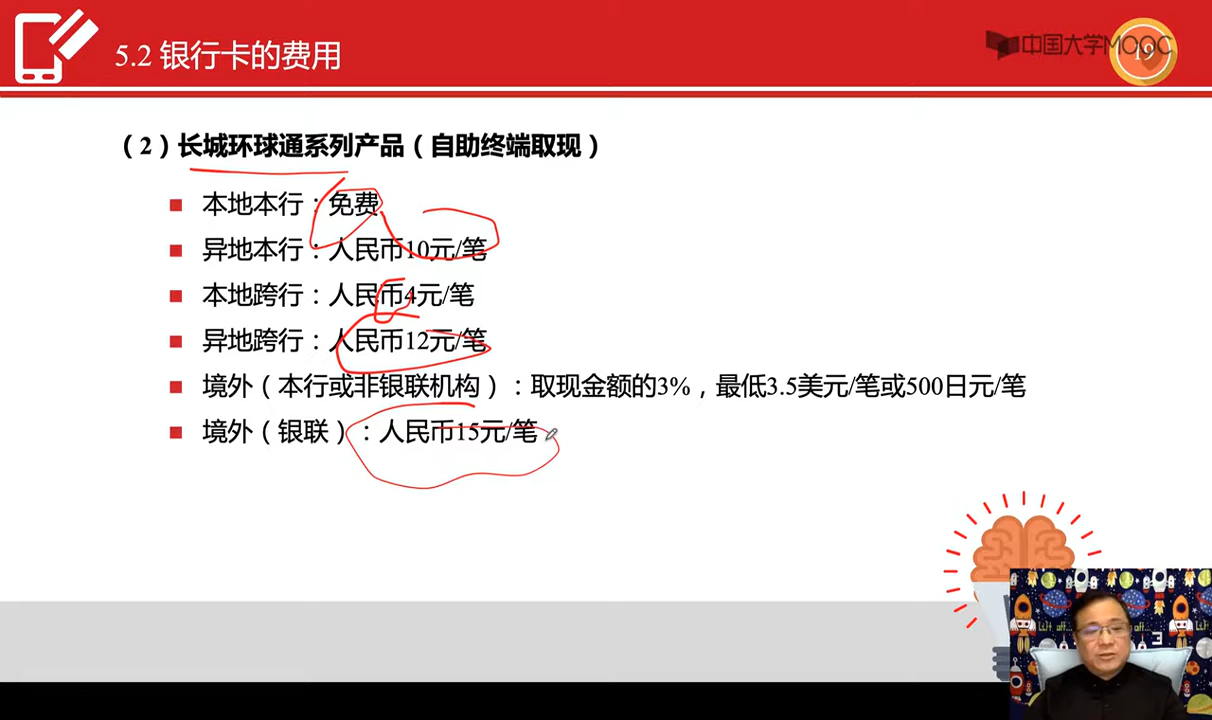 5.2 银行卡的费用
中国大学MOOC
19
（2）长城环球通系列产品（自助终端取现）
本地本行：免费
异地本行：人民币10元/笔
本地跨行：人民币4元/笔
异地跨行：人民币12元/笔
境外（本行或非银联机构）：取现金额的3%，最低3.5美元/笔或500日元/笔
境外（银联）：人民币15元/笔